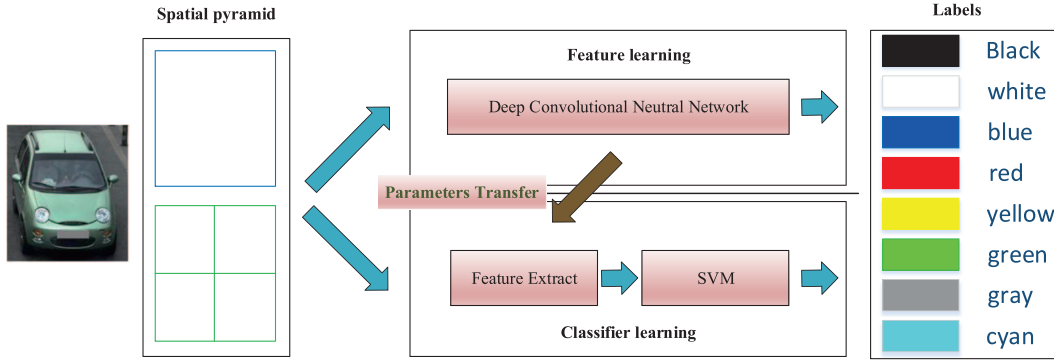 Spatial pyramid
Labels
Feature learning
Deep Convolutional Neutral Network
Parameters Transfer
Feature Extract
SVM
Classifier learning
Black
white
blue
red
yellow
green
gray
cyan